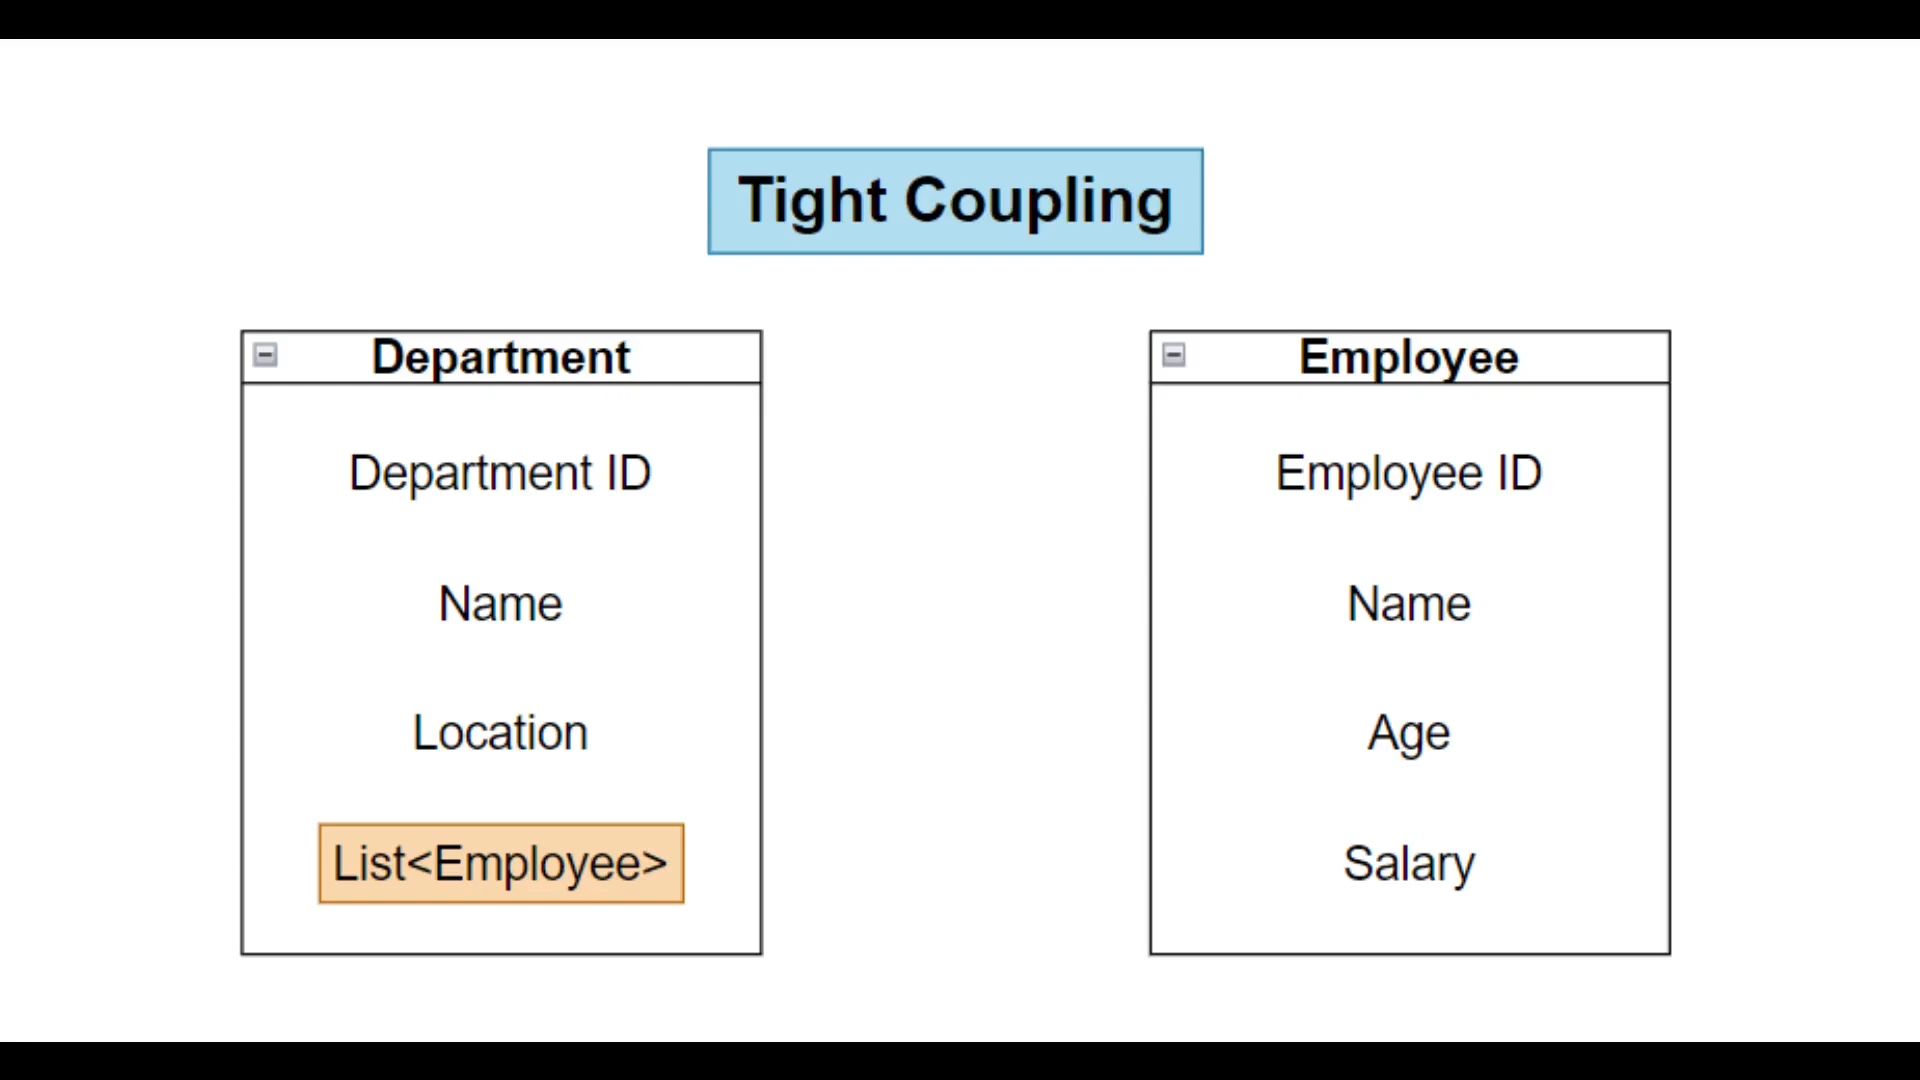 Tight Coupling
Department
Department ID
Name
Location
List<Employee>
Employee
Employee ID
Name
Age
Salary